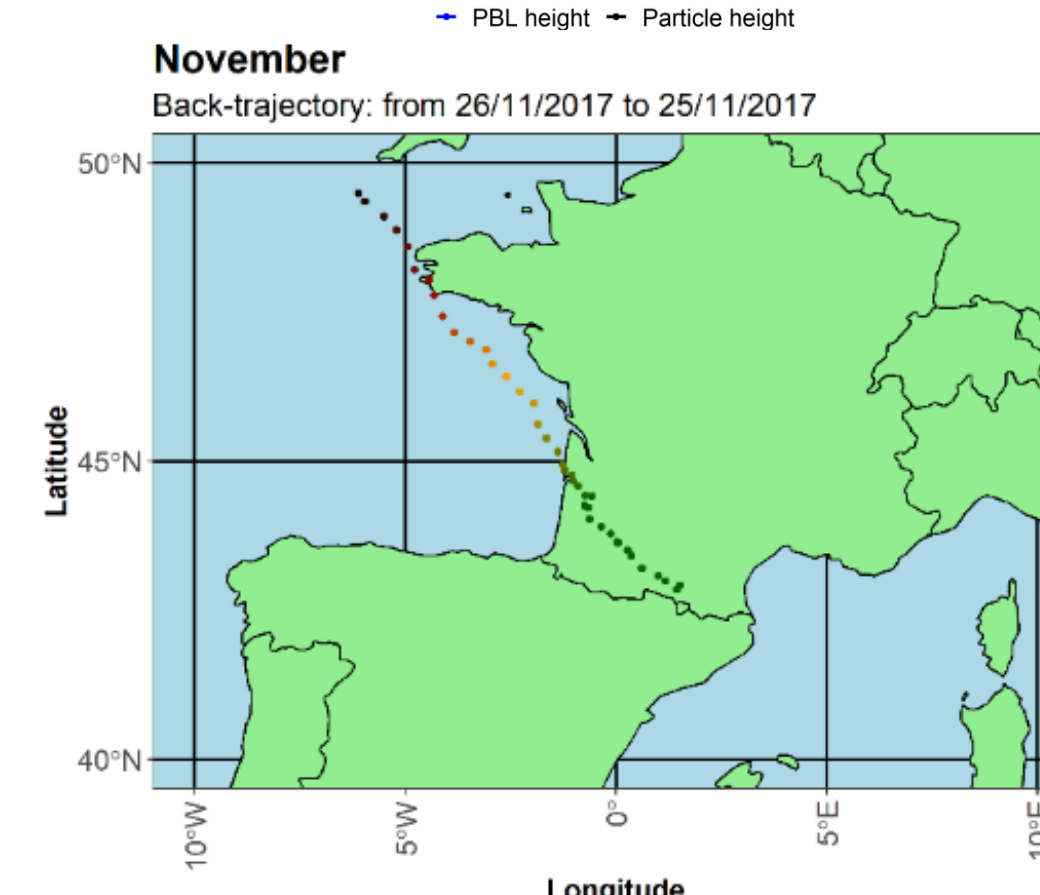 PBL height Particle height
November
Back-trajectory: from 26/11/2017 to 25/11/2017
50°N
45°N
40°N
Latitude
10°W
5°W
0°
5°E
10°E
Longitude